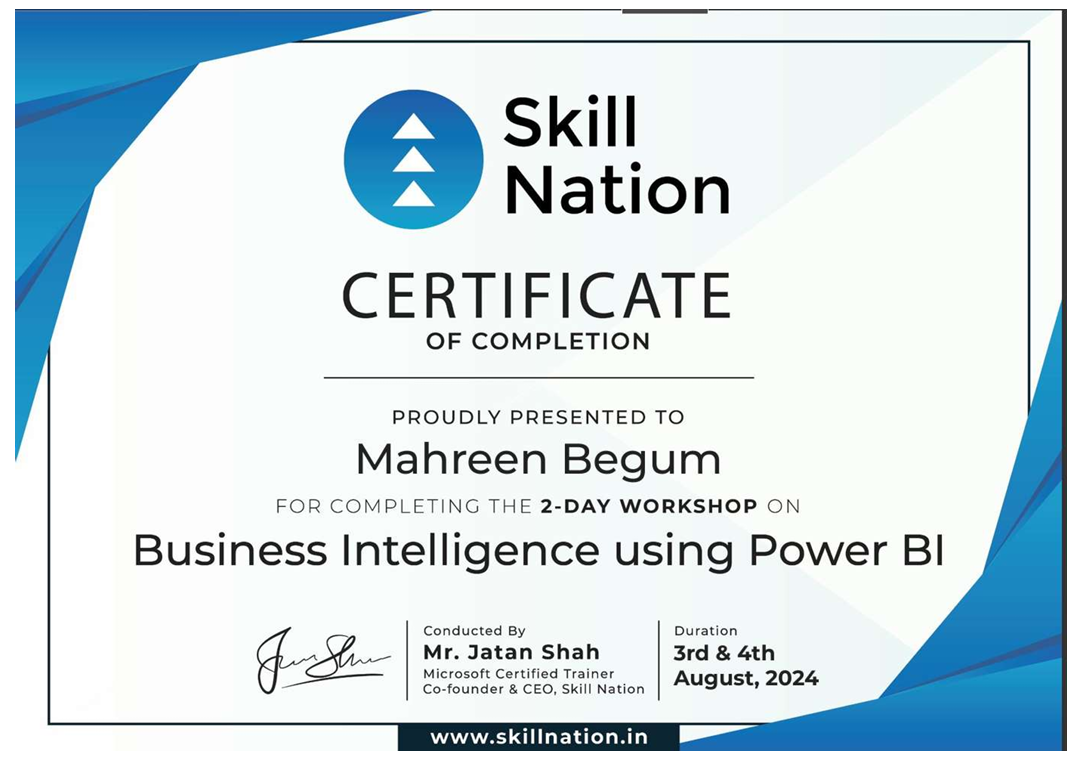 Skill
Nation
CERTIFICATE
OF COMPLETION
PROUDLY PRESENTED TO
Mahreen Begum
FOR COMPLETING THE 2-DAY WORKSHOP ON
Business Intelligence using Power BI
Conducted By
Mr. Jatan Shah
Microsoft Certified Trainer
Co-founder & CEO, Skill Nation
Duration
3rd & 4th
August, 2024
www.skillnation.in